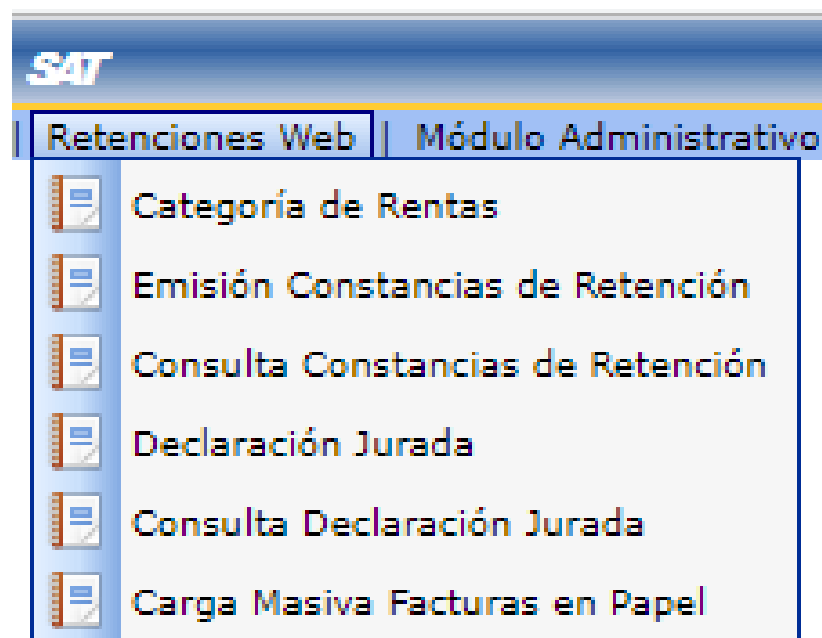 SAT
| Retenciones Web | Módulo Administrativo
Categoría de Rentas
Emisión Constancias de Retención
Consulta Constancias de Retención
Declaración Jurada
Consulta Declaración Jurada
Carga Masiva Facturas en Papel